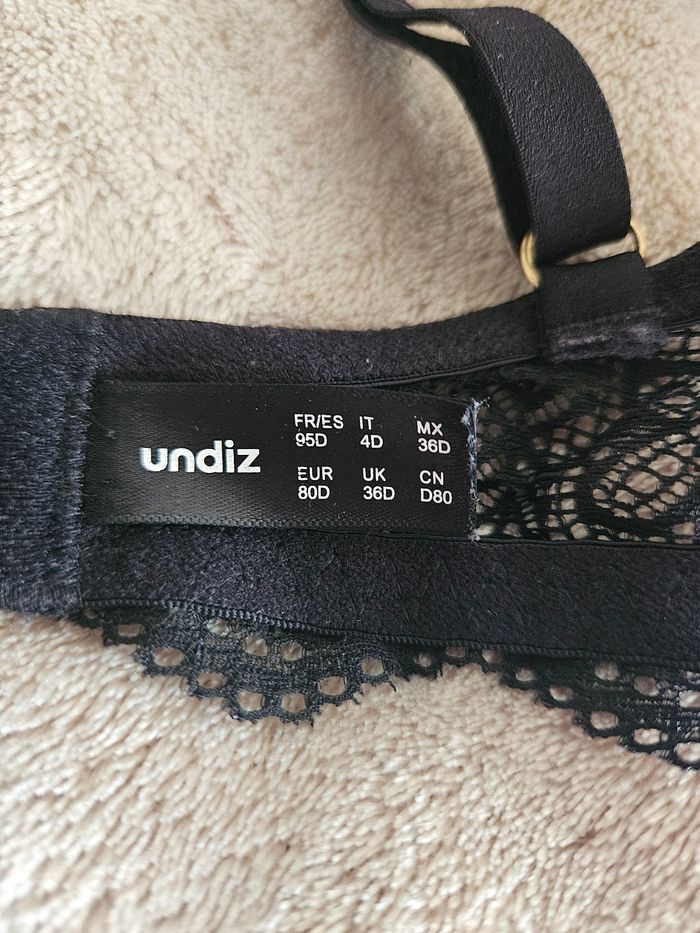 undiz
FR/ES IT MX
95D 4D 36D
EUR UK CN
80D 36D D80